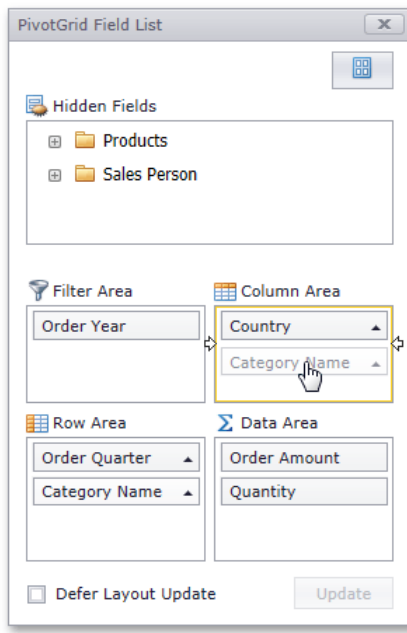 PivotGrid Field List
Hidden Fields
Products
Sales Person
Filter Area
Column Area
Order Year
Country
Category Name
Row Area
Data Area
Order Quarter
Order Amount
Category Name
Quantity
Defer Layout Update
Update